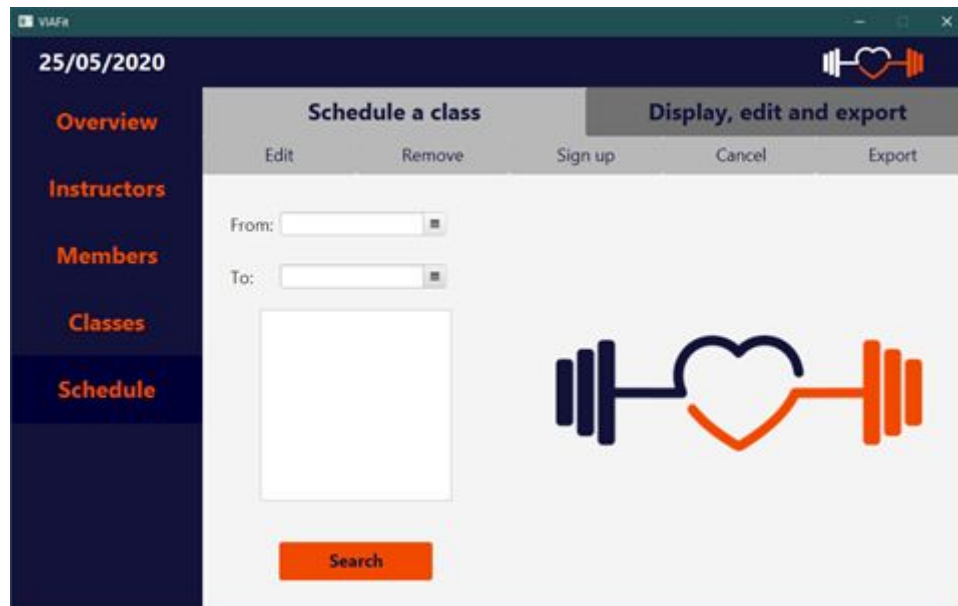 VIAFit
25/05/2020
Overview
Instructors
Members
Classes
Schedule
Schedule a class
Display, edit and export
Edit
Remove
Sign up
Cancel
Export
From:
To:
Search